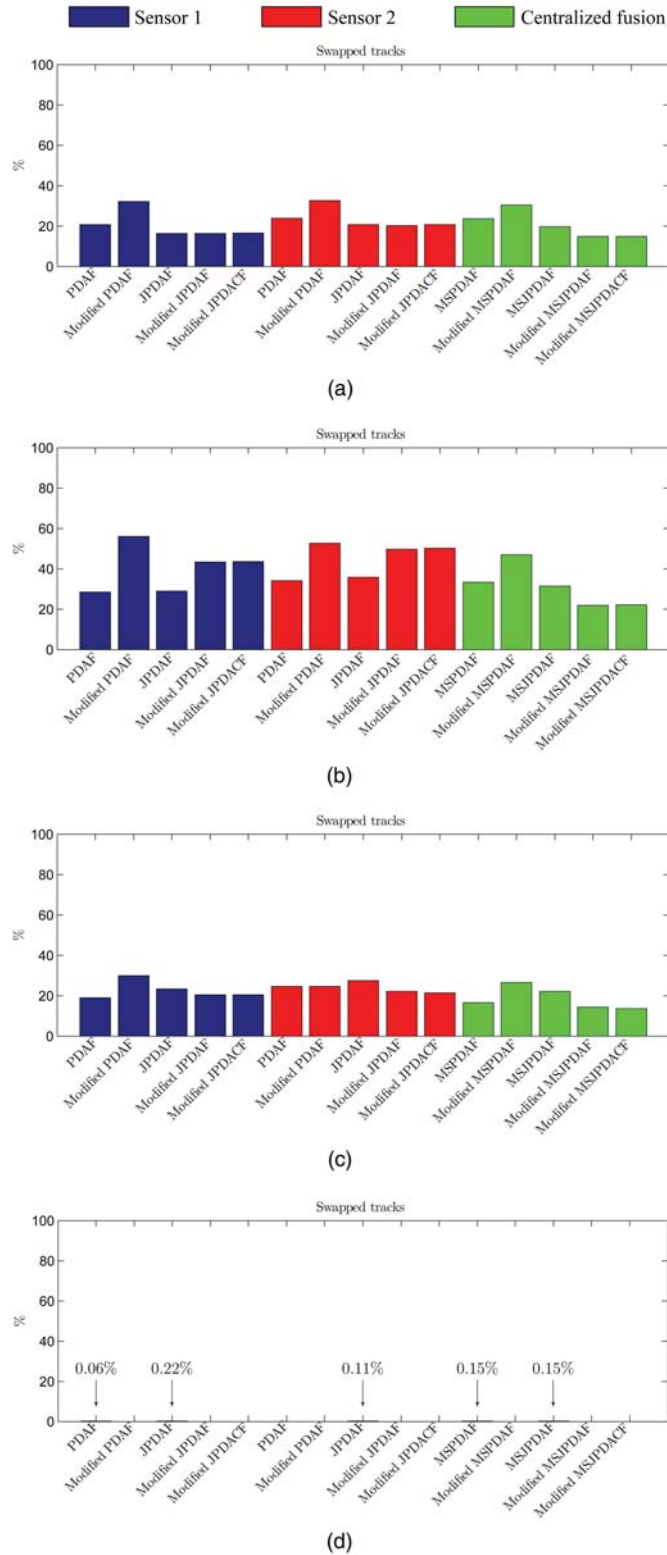 Sensor 1 Sensor 2 Centralized fusion
Swapped tracks
100
80
60
40
20
0
%
PDAF
Modified PDAF
JPDAF
Modified JPDAF
Modified JPDACF
PDAF
Modified PDAF
JPDAF
Modified JPDAF
Modified JPDACF
MSPDAF
Modified MSPDAF
MSJPDAF
Modified MSJPDAF
Modified MSJPDACF
(a)
Swapped tracks
100
80
60
40
20
0
%
PDAF
Modified PDAF
JPDAF
Modified JPDAF
Modified JPDACF
PDAF
Modified PDAF
JPDAF
Modified JPDAF
Modified JPDACF
MSPDAF
Modified MSPDAF
MSJPDAF
Modified MSJPDAF
Modified MSJPDACF
(b)
Swapped tracks
100
80
60
40
20
0
%
PDAF
Modified PDAF
JPDAF
Modified JPDAF
Modified JPDACF
PDAF
Modified PDAF
JPDAF
Modified JPDAF
Modified JPDACF
MSPDAF
Modified MSPDAF
MSJPDAF
Modified MSJPDAF
Modified MSJPDACF
(c)
Swapped tracks
100
80
60
40
20
0
%
0.06% 0.22% 0.11% 0.15% 0.15%
PDAF
Modified PDAF
JPDAF
Modified JPDAF
Modified JPDACF
PDAF
Modified PDAF
JPDAF
Modified JPDAF
Modified JPDACF
MSPDAF
Modified MSPDAF
MSJPDAF
Modified MSJPDAF
Modified MSJPDACF
(d)